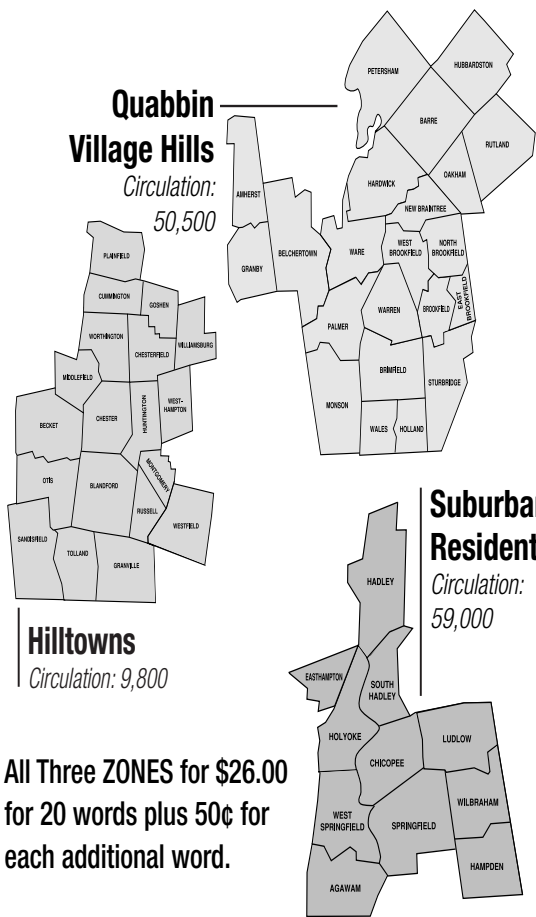 Quabbin
Village Hills
Circulation:
50,500
PETERSHAM
HUBBARDSTON
BARRE
RUTLAND
OAKHAM
HARDWICK
NEW BRAINTREE
AMHERST
BELCHERTOWN
GRANBY
WARE
WEST
BROOKFIELD
NORTH
BROOKFIELD
EAST
BROOKFIELD
BROOKFIELD
WARREN
PALMER
BRIMFIELD
STURBRIDGE
MONSON
WALES
HOLLAND
PLAINFIELD
CUMMINGTON
GOSHEN
WORTHINGTON
CHESTERFIELD
WILLIAMSBURG
MIDDLEFIELD
HUNTINGTON
WEST-
HAMPTON
BECKET
CHESTER
MONTGOMERY
OTIS
BLANDFORD
RUSSELL
WESTFIELD
SANDISFIELD
TOLLAND
GRANVILLE
Hilltowns
Circulation: 9,800
Suburban
Resident
Circulation:
59,000
HADLEY
EASTHAMPTON
SOUTH
HADLEY
HOLYOKE
CHICOPEE
LUDLOW
WEST
SPRINGFIELD
SPRINGFIELD
WILBRAHAM
HAMPDEN
AGAWAM
All Three ZONES for $26.00
for 20 words plus 50¢ for
each additional word.